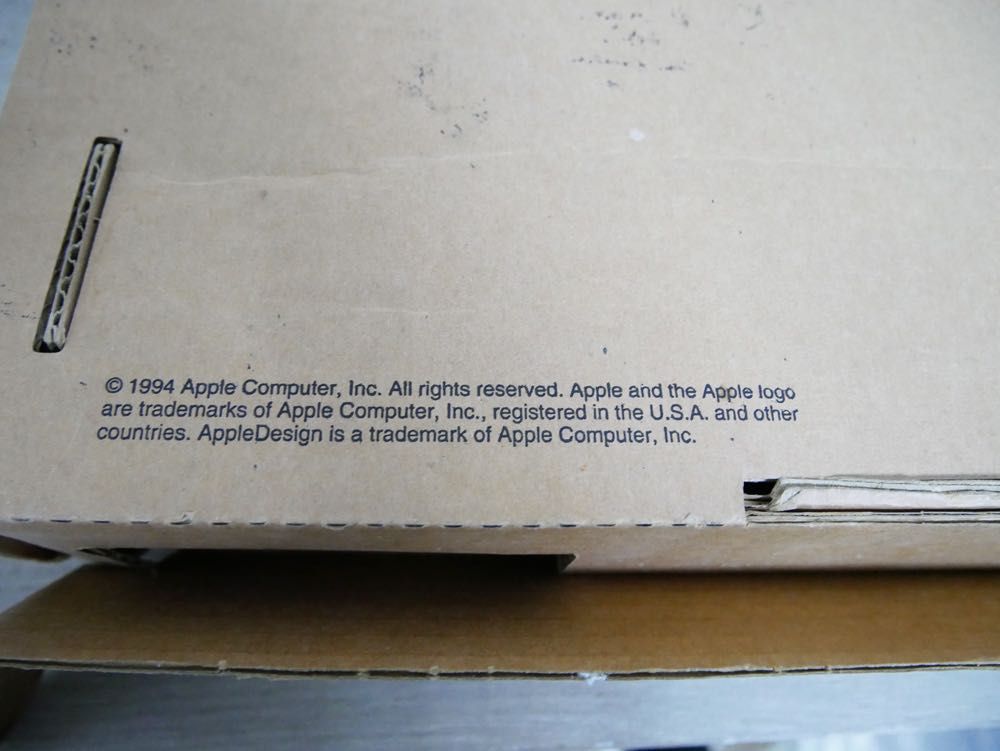 © 1994 Apple Computer, Inc. All rights reserved. Apple and the Apple logo
are trademarks of Apple Computer, Inc., registered in the U.S.A. and other
countries. AppleDesign is a trademark of Apple Computer, Inc.